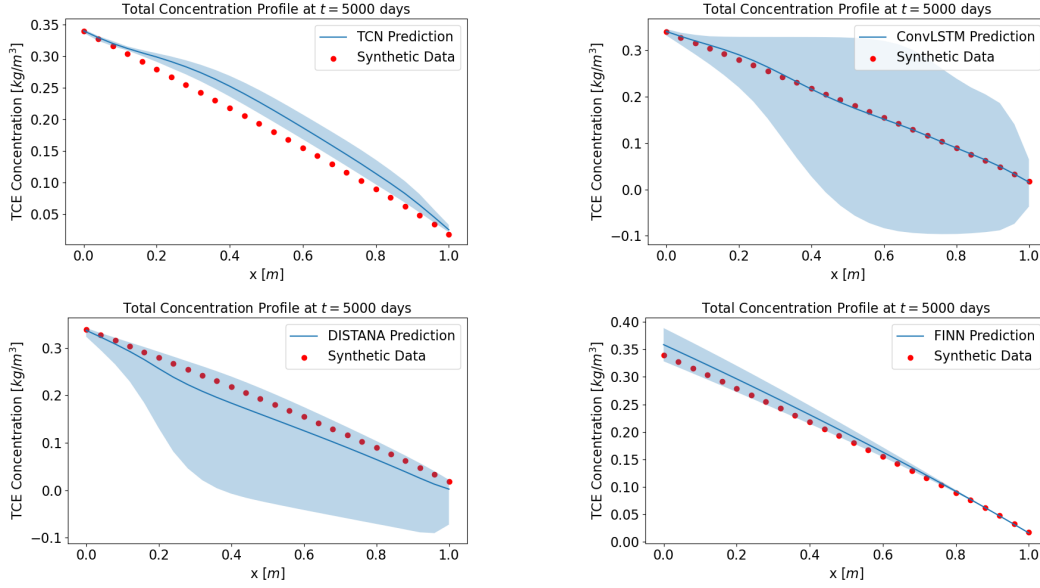 Total Concentration Profile at t = 5000 days
TCE Concentration [kg/m³]
0.35
0.30
0.25
0.20
0.15
0.10
0.05
TCN Prediction
Synthetic Data
0.0 0.2 0.4 0.6 0.8 1.0
x [m]
Total Concentration Profile at t = 5000 days
TCE Concentration [kg/m³]
0.3
0.2
0.1
0.0
−0.1
ConvLSTM Prediction
Synthetic Data
0.0 0.2 0.4 0.6 0.8 1.0
x [m]
Total Concentration Profile at t = 5000 days
TCE Concentration [kg/m³]
0.3
0.2
0.1
0.0
−0.1
DISTANA Prediction
Synthetic Data
0.0 0.2 0.4 0.6 0.8 1.0
x [m]
Total Concentration Profile at t = 5000 days
TCE Concentration [kg/m³]
0.40
0.35
0.30
0.25
0.20
0.15
0.10
0.05
0.00
FINN Prediction
Synthetic Data
0.0 0.2 0.4 0.6 0.8 1.0
x [m]